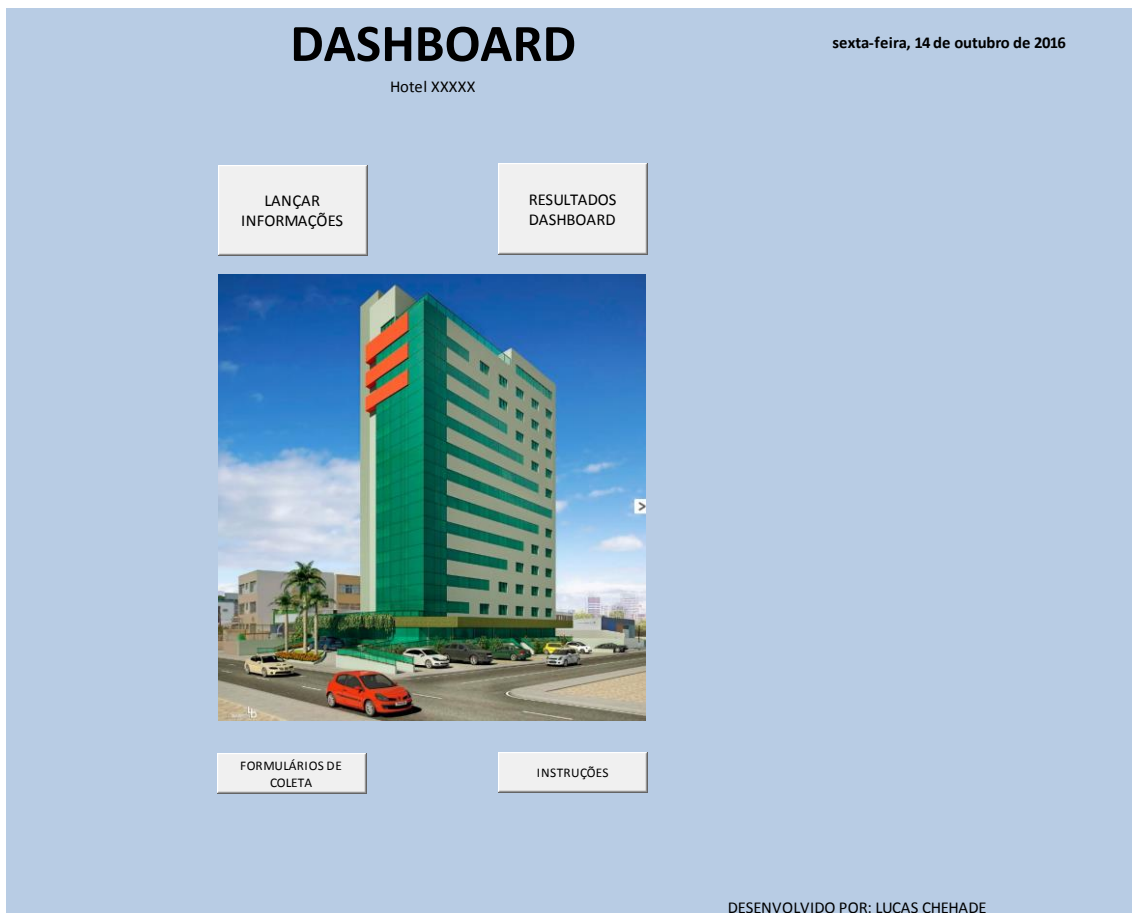 DASHBOARD
sexta-feira, 14 de outubro de 2016
Hotel XXXXX
LANÇAR
INFORMAÇÕES
RESULTADOS
DASHBOARD
>
FORMULÁRIOS DE
COLETA
INSTRUÇÕES
DESENVOLVIDO POR: LUCAS CHEHADE